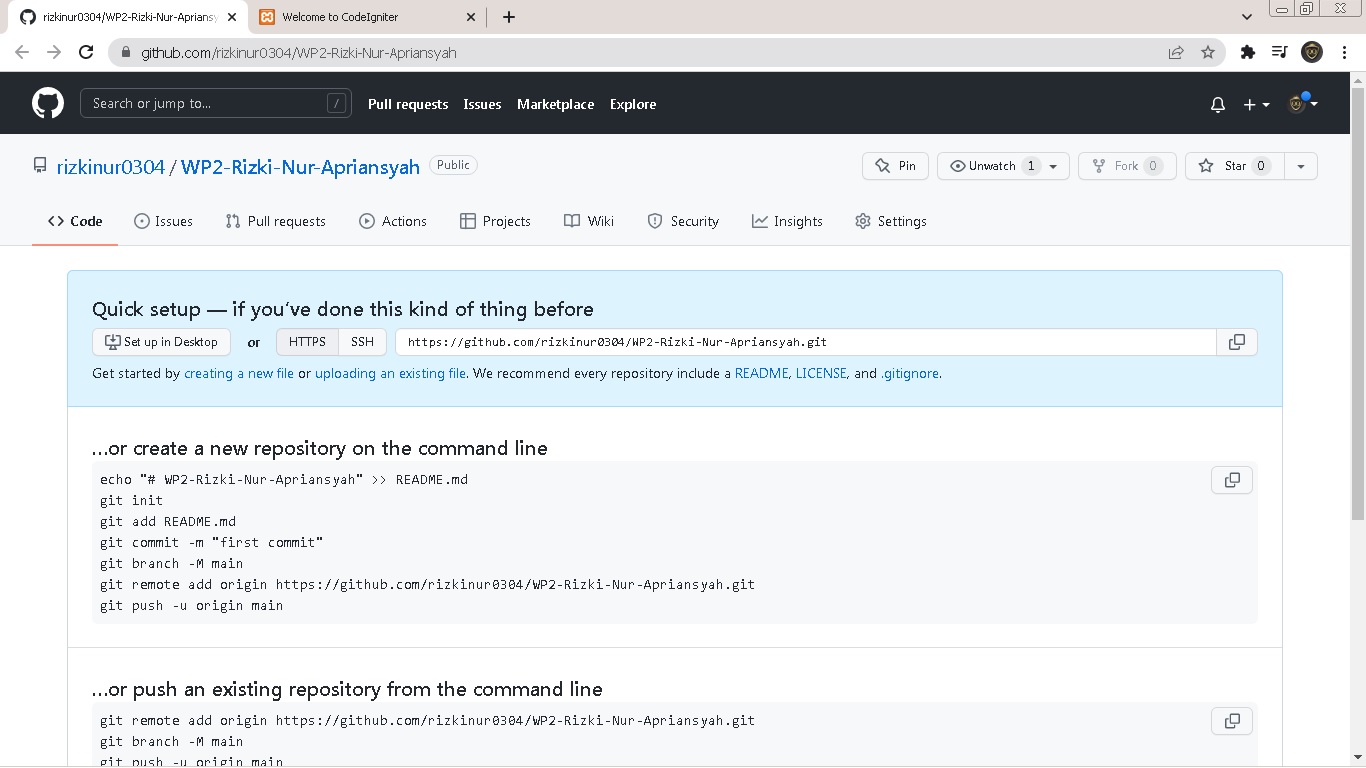 rizkinur0304/WP2-Rizki-Nur-Apriansy
Welcome to CodeIgniter
github.com/rizkinur0304/WP2-Rizki-Nur-Apriansyah
Search or jump to...
/
Pull requests
Issues
Marketplace
Explore
rizkinur0304 / WP2-Rizki-Nur-Apriansyah
Public
Pin
Unwatch 1
Fork 0
Star 0
Code
Issues
Pull requests
Actions
Projects
Wiki
Security
Insights
Settings
Quick setup — if you’ve done this kind of thing before
Set up in Desktop
or
HTTPS
SSH
https://github.com/rizkinur0304/WP2-Rizki-Nur-Apriansyah.git
Get started by creating a new file or uploading an existing file. We recommend every repository include a README, LICENSE, and .gitignore.
…or create a new repository on the command line
echo "# WP2-Rizki-Nur-Apriansyah" >> README.md
git init
git add README.md
git commit -m "first commit"
git branch -M main
git remote add origin https://github.com/rizkinur0304/WP2-Rizki-Nur-Apriansyah.git
git push -u origin main
…or push an existing repository from the command line
git remote add origin https://github.com/rizkinur0304/WP2-Rizki-Nur-Apriansyah.git
git branch -M main
git push -u origin main